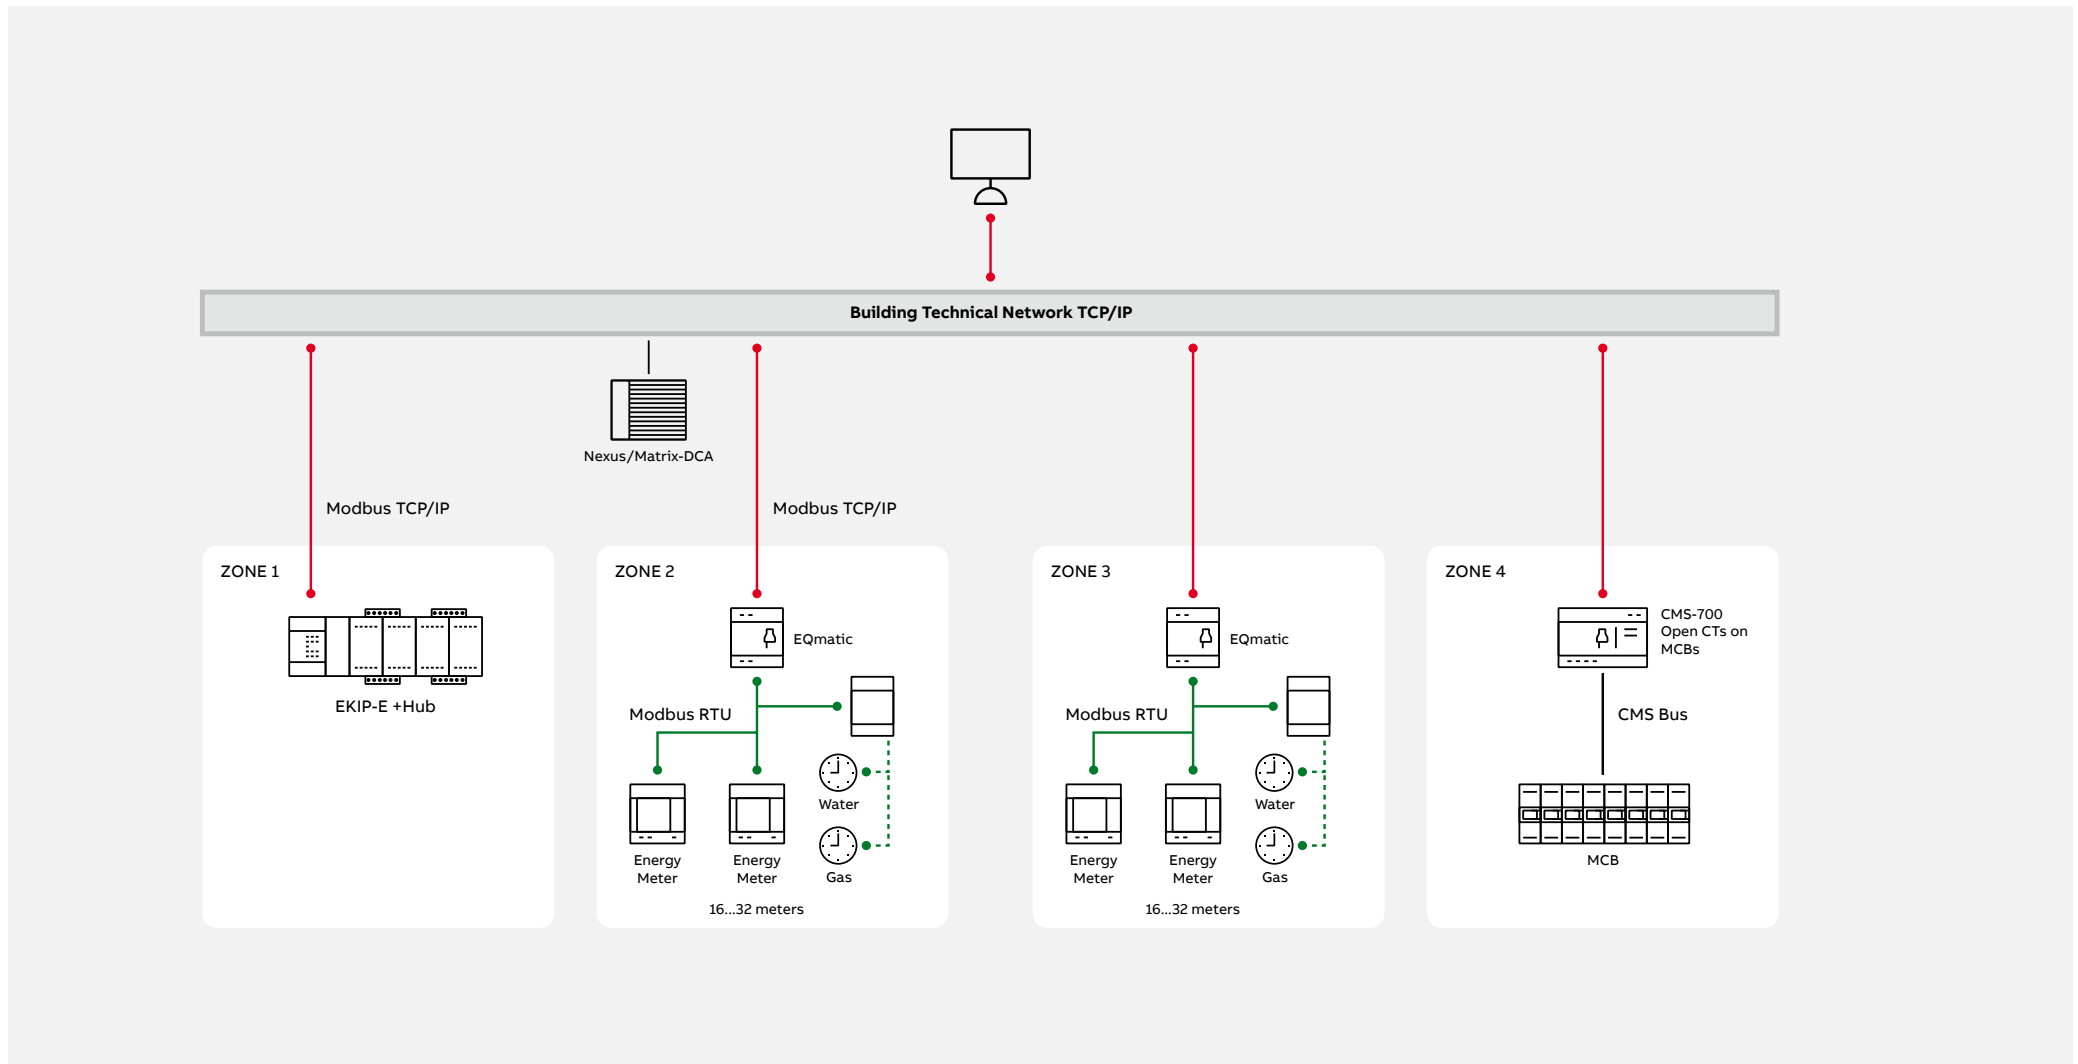 Building Technical Network TCP/IP
Nexus/Matrix-DCA
Modbus TCP/IP
Modbus TCP/IP
ZONE 1
EKIP-E +Hub
ZONE 2
EQmatic
Modbus RTU
Water
Energy
Meter
Energy
Meter
Gas
16...32 meters
ZONE 3
EQmatic
Modbus RTU
Water
Energy
Meter
Energy
Meter
Gas
16...32 meters
ZONE 4
CMS-700
Open CTs on
MCBs
CMS Bus
MCB